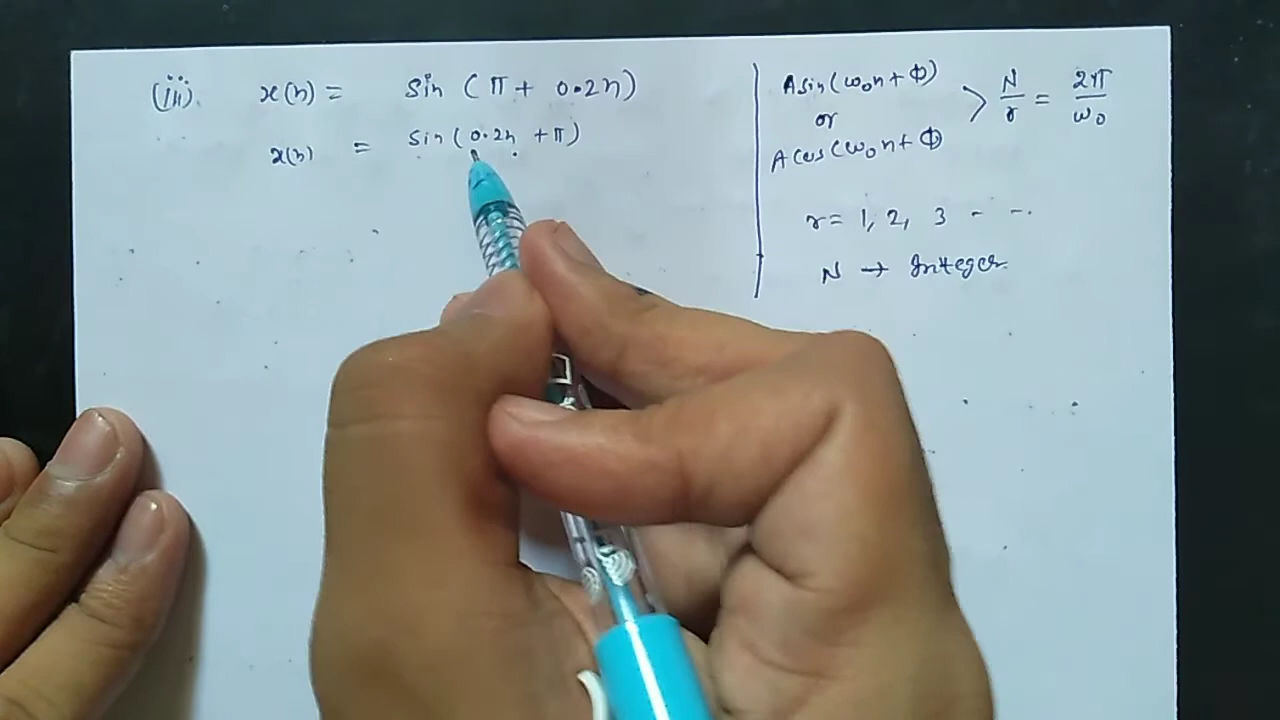 (iii). x(n) = sin (π + 0.2n)
x(n) = sin(0.2n + π)
A sin(ω₀n + Φ)
or
A cos(ω₀n + Φ
> N/r = 2π/ω₀
r = 1, 2, 3 - -.
N → Integer.